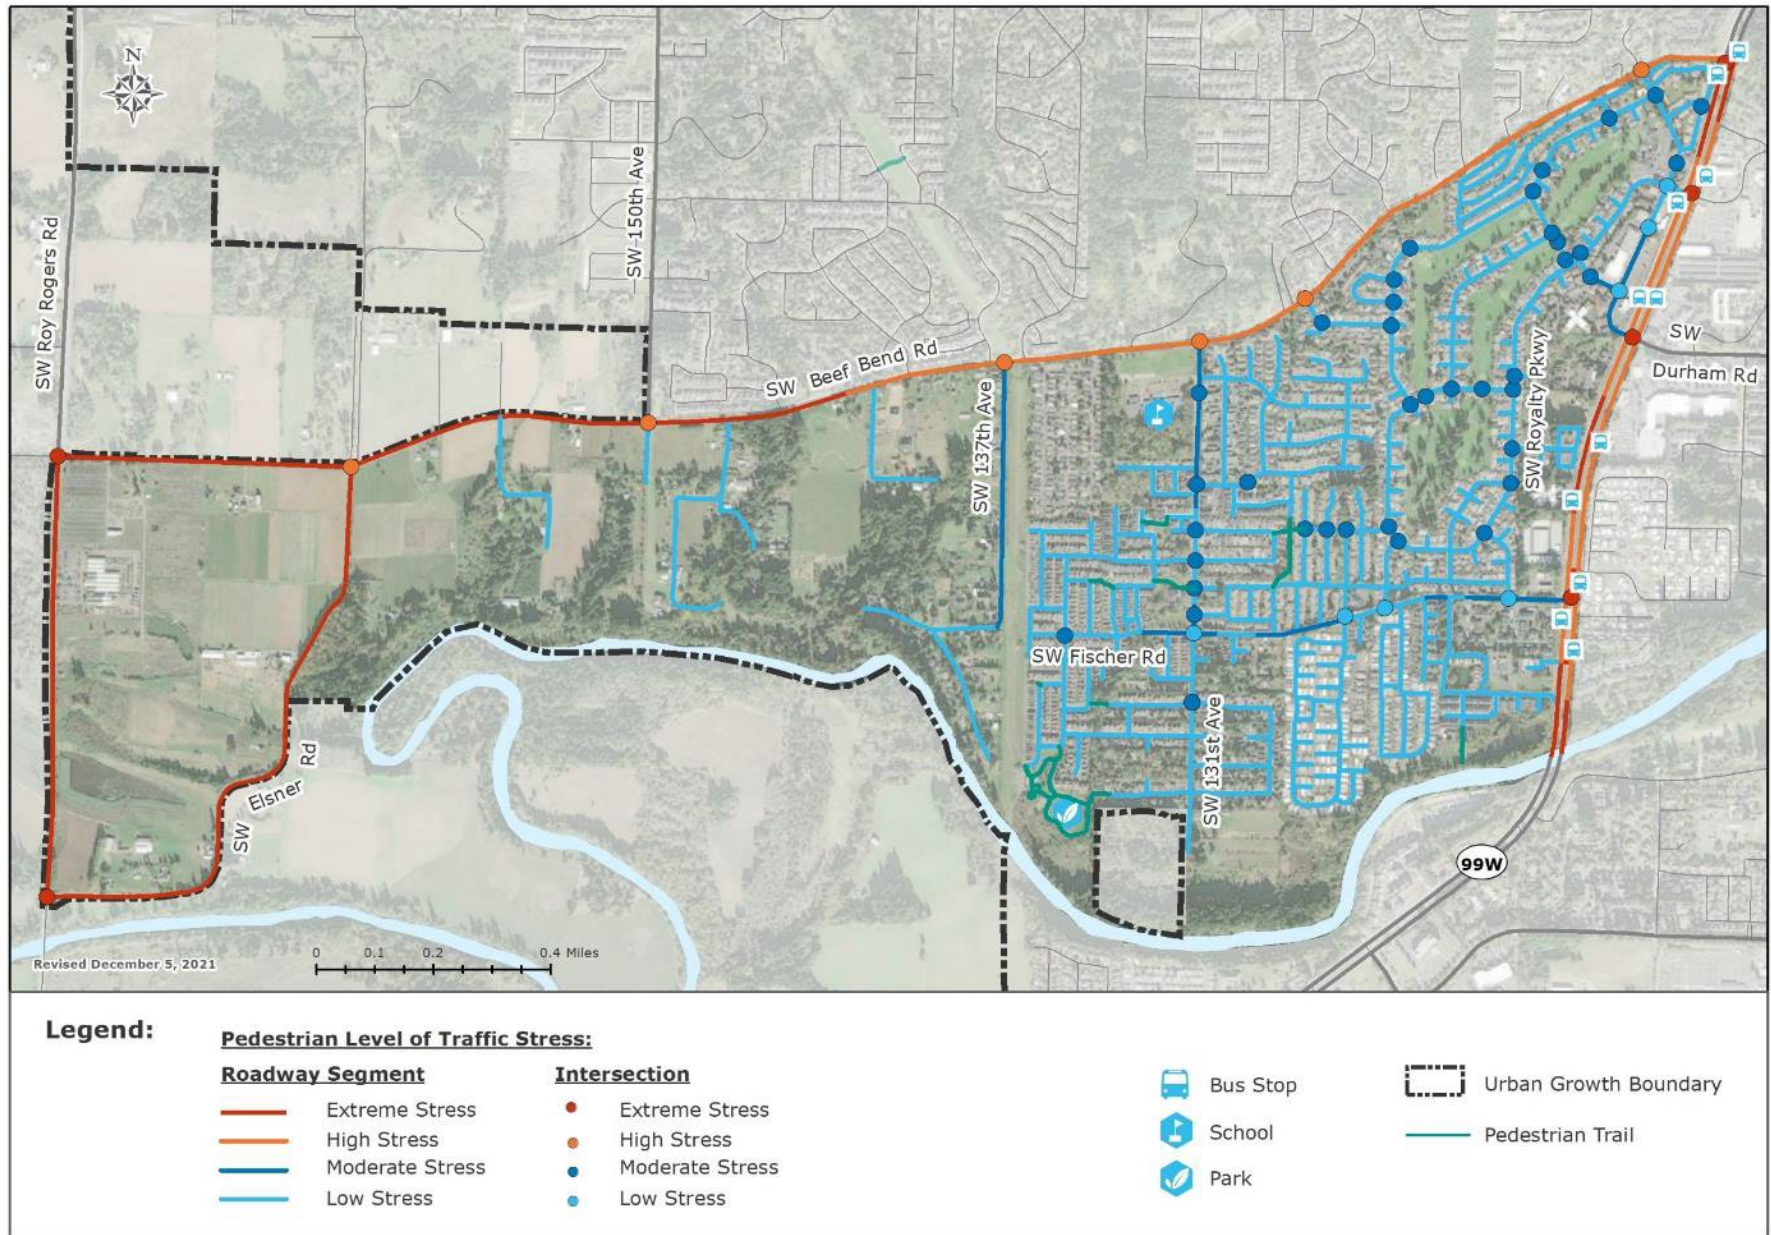 N
SW Roy Rogers Rd
SW 150th Ave
SW Beef Bend Rd
SW 137th Ave
SW Royalty Pkwy
SW
Durham Rd
SW Fischer Rd
SW 131st Ave
SW Elsner Rd
99W
0 0.1 0.2 0.4 Miles
Revised December 5, 2021
Legend:
Pedestrian Level of Traffic Stress:
Roadway Segment
Extreme Stress
High Stress
Moderate Stress
Low Stress
Intersection
Extreme Stress
High Stress
Moderate Stress
Low Stress
Bus Stop
School
Park
Urban Growth Boundary
Pedestrian Trail